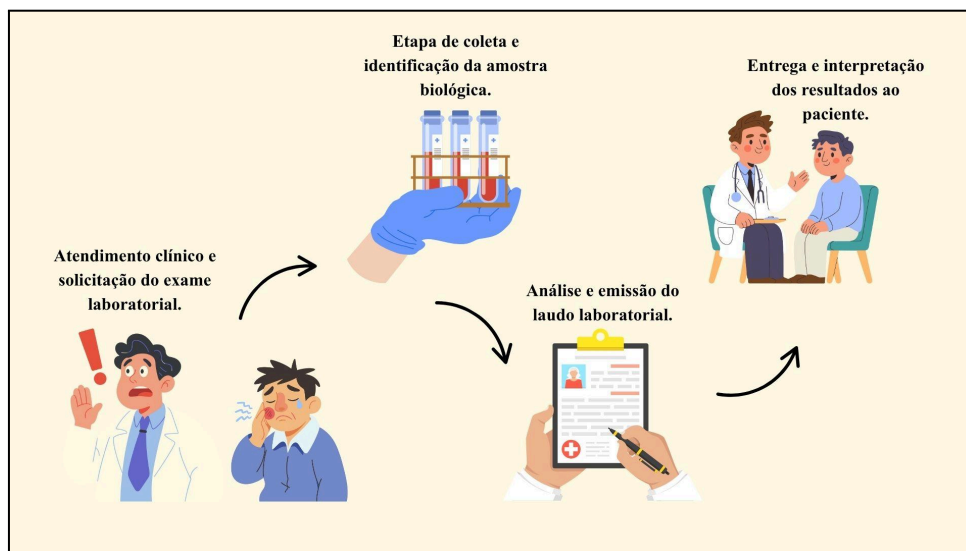 Atendimento clínico e
solicitação do exame
laboratorial.
Etapa de coleta e
identificação da amostra
biológica.
Análise e emissão do
laudo laboratorial.
Entrega e interpretação
dos resultados ao
paciente.